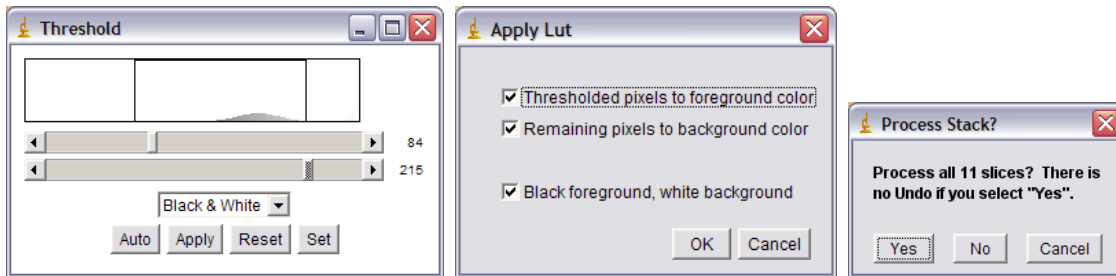 Threshold
84
215
Black & White
Auto Apply Reset Set
Apply Lut
Thresholded pixels to foreground color
Remaining pixels to background color
Black foreground, white background
OK Cancel
Process Stack?
Process all 11 slices? There is
no Undo if you select "Yes".
Yes No Cancel